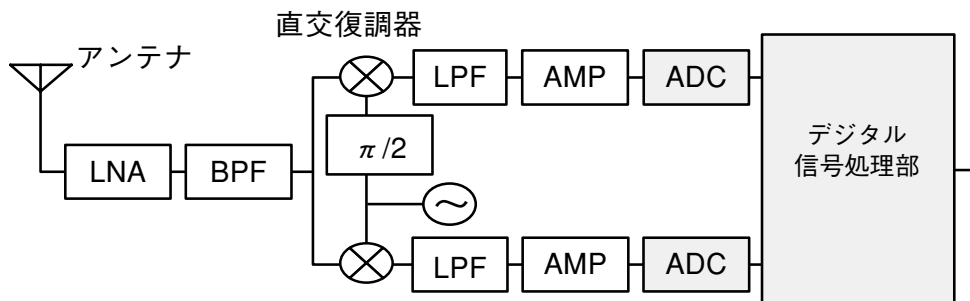 直交復調器
アンテナ
LPF
AMP
ADC
π/2
デジタル
信号処理部
LNA
BPF
LPF
AMP
ADC